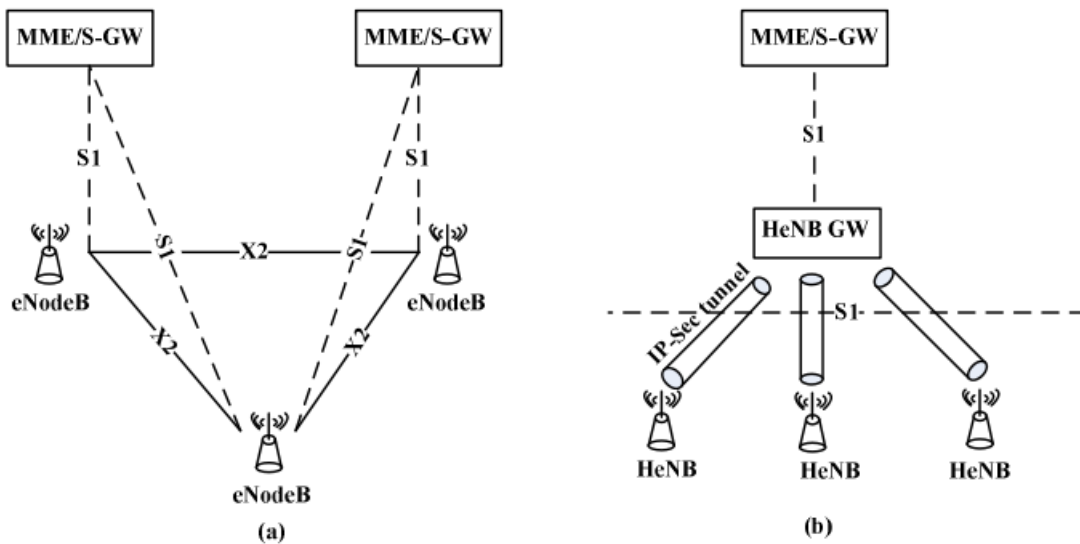 MME/S-GW
MME/S-GW
S1
S1
S1
S1
X2
eNodeB
eNodeB
X2
X2
eNodeB
(a)
MME/S-GW
S1
HeNB GW
IP-Sec tunnel
S1
HeNB
HeNB
HeNB
(b)